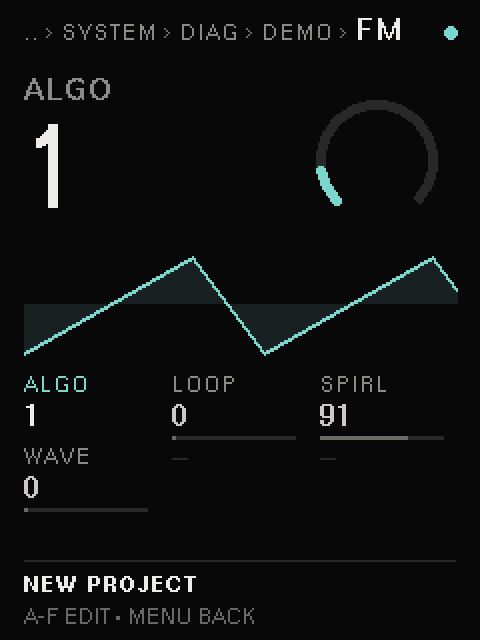 ..› SYSTEM› DIAG› DEMO› FM
ALGO
1
ALGO LOOP SPIRL
1 0 91
WAVE — —
0
NEW PROJECT
A-F EDIT· MENU BACK